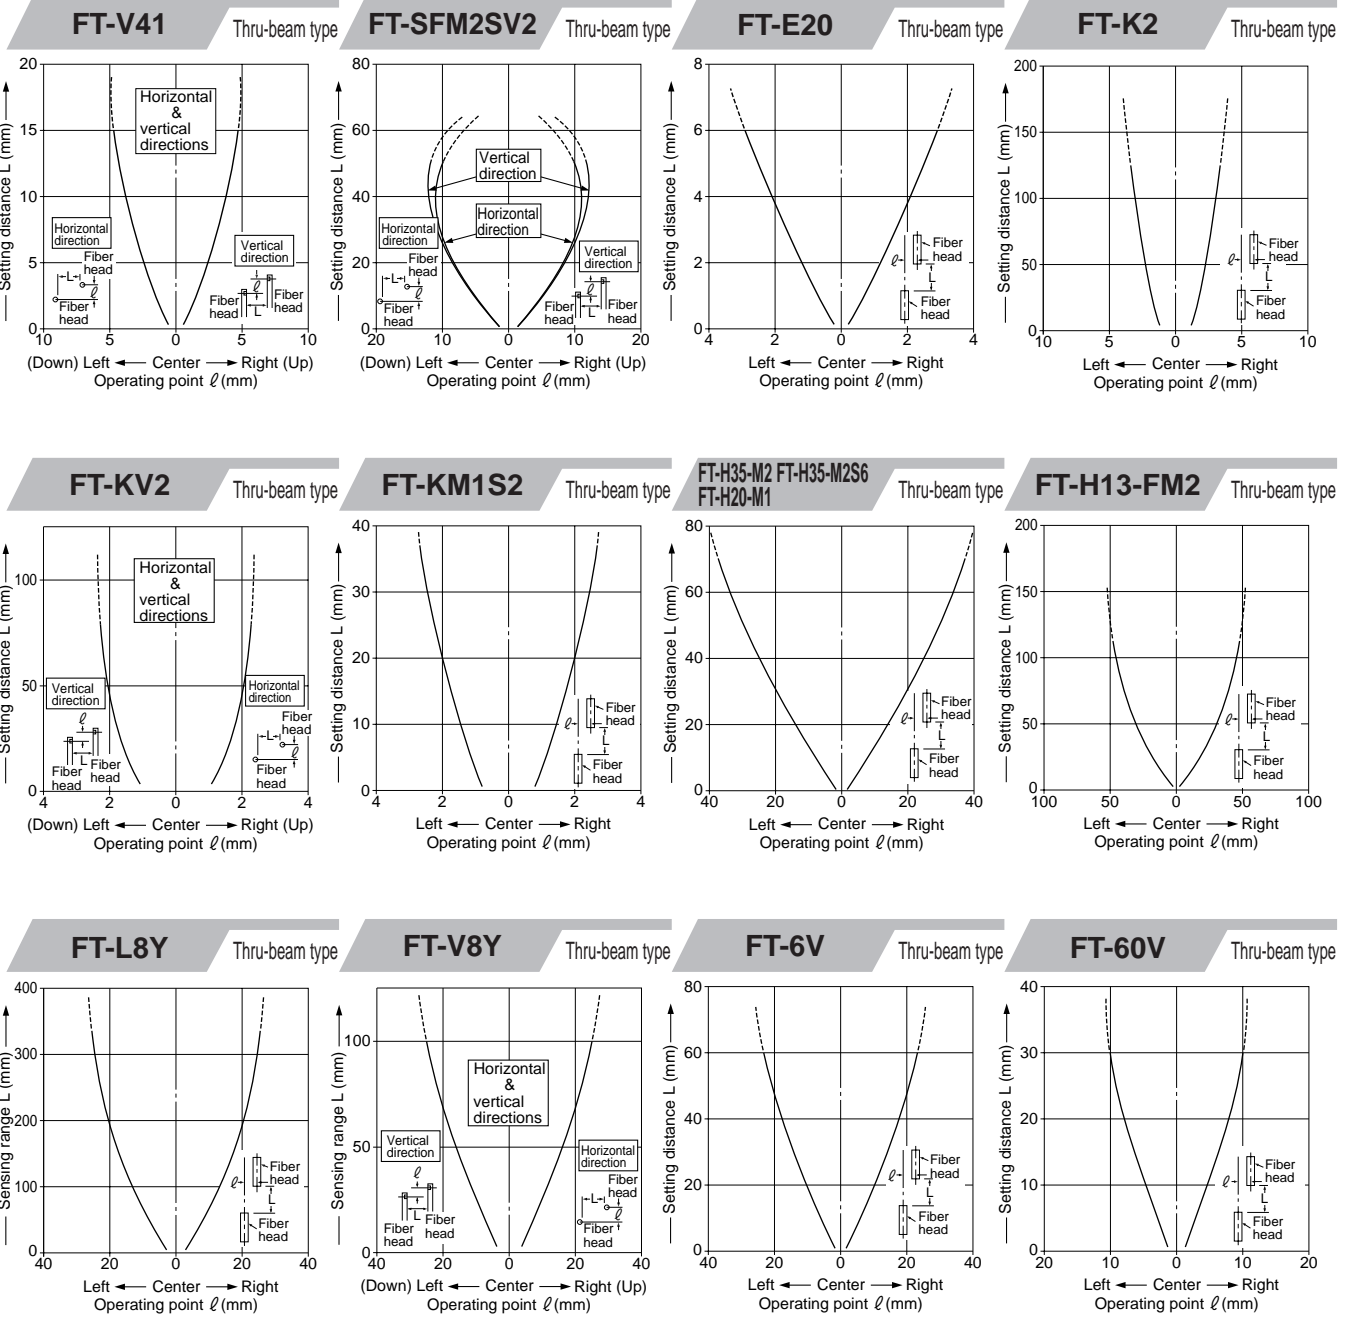 FT-V41
Thru-beam type
20
15
10
5
0
Setting distance L (mm)
Horizontal
&
vertical
directions
Horizontal
direction
Fiber
head
L
ℓ
Fiber
head
Vertical
direction
ℓ
Fiber
head
L
Fiber
head
10 5 0 5 10
(Down) Left Center Right (Up)
Operating point ℓ (mm)
FT-SFM2SV2
Thru-beam type
80
60
40
20
0
Setting distance L (mm)
Vertical
direction
Horizontal
direction
Horizontal
direction
Fiber
head
L
ℓ
Fiber
head
Vertical
direction
ℓ
Fiber
head
L
Fiber
head
20 10 0 10 20
(Down) Left Center Right (Up)
Operating point ℓ (mm)
FT-E20
Thru-beam type
8
6
4
2
0
Setting distance L (mm)
Fiber
head
ℓ
L
Fiber
head
4 2 0 2 4
Left Center Right
Operating point ℓ (mm)
FT-K2
Thru-beam type
200
150
100
50
0
Setting distance L (mm)
Fiber
head
ℓ
L
Fiber
head
10 5 0 5 10
Left Center Right
Operating point ℓ (mm)
FT-KV2
Thru-beam type
100
50
0
Setting distance L (mm)
Horizontal
&
vertical
directions
Vertical
direction
ℓ
L
Fiber
head
Fiber
head
Horizontal
direction
Fiber
head
L
ℓ
Fiber
head
4 2 0 2 4
(Down) Left Center Right (Up)
Operating point ℓ (mm)
FT-KM1S2
Thru-beam type
40
30
20
10
0
Setting distance L (mm)
Fiber
head
ℓ
L
Fiber
head
4 2 0 2 4
Left Center Right
Operating point ℓ (mm)
FT-H35-M2 FT-H35-M2S6
FT-H20-M1
Thru-beam type
80
60
40
20
0
Setting distance L (mm)
Fiber
head
ℓ
L
Fiber
head
40 20 0 20 40
Left Center Right
Operating point ℓ (mm)
FT-H13-FM2
Thru-beam type
200
150
100
50
0
Setting distance L (mm)
Fiber
head
ℓ
L
Fiber
head
100 50 0 50 100
Left Center Right
Operating point ℓ (mm)
FT-L8Y
Thru-beam type
400
300
200
100
0
Sensing range L (mm)
Fiber
head
ℓ
L
Fiber
head
40 20 0 20 40
Left Center Right
Operating point ℓ (mm)
FT-V8Y
Thru-beam type
100
50
0
Sensing range L (mm)
Horizontal
&
vertical
directions
Vertical
direction
ℓ
L
Fiber
head
Fiber
head
Horizontal
direction
Fiber
head
L
ℓ
Fiber
head
40 20 0 20 40
(Down) Left Center Right (Up)
Operating point ℓ (mm)
FT-6V
Thru-beam type
80
60
40
20
0
Setting distance L (mm)
Fiber
head
ℓ
L
Fiber
head
40 20 0 20 40
Left Center Right
Operating point ℓ (mm)
FT-60V
Thru-beam type
40
30
20
10
0
Setting distance L (mm)
Fiber
head
ℓ
L
Fiber
head
20 10 0 10 20
Left Center Right
Operating point ℓ (mm)